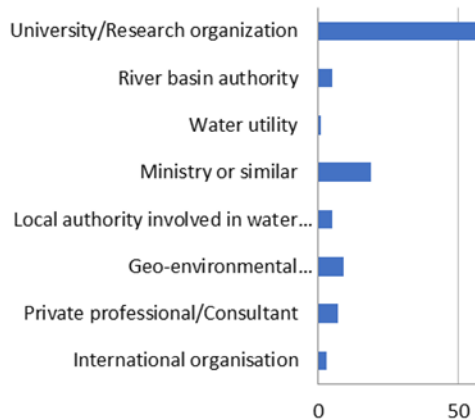 University/Research organization
River basin authority
Water utility
Ministry or similar
Local authority involved in water...
Geo-environmental...
Private professional/Consultant
International organisation
0 50